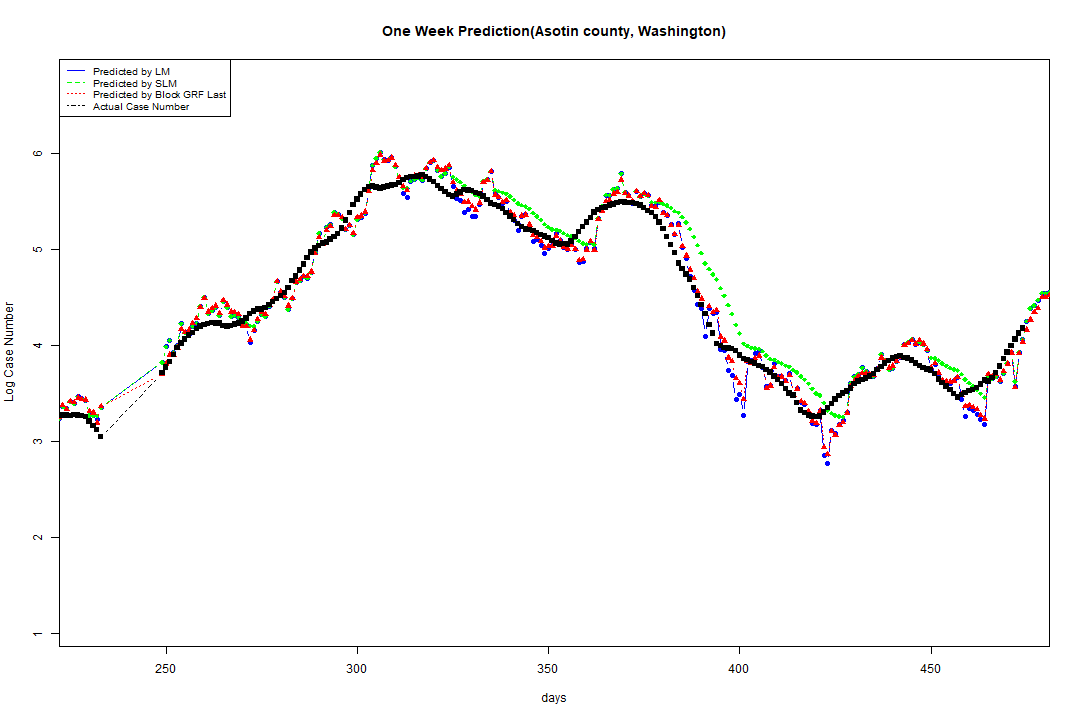 One Week Prediction(Asotin county, Washington)
Predicted by LM
Predicted by SLM
Predicted by Block GRF Last
Actual Case Number
Log Case Number
6
5
4
3
2
1
250 300 350 400 450
days